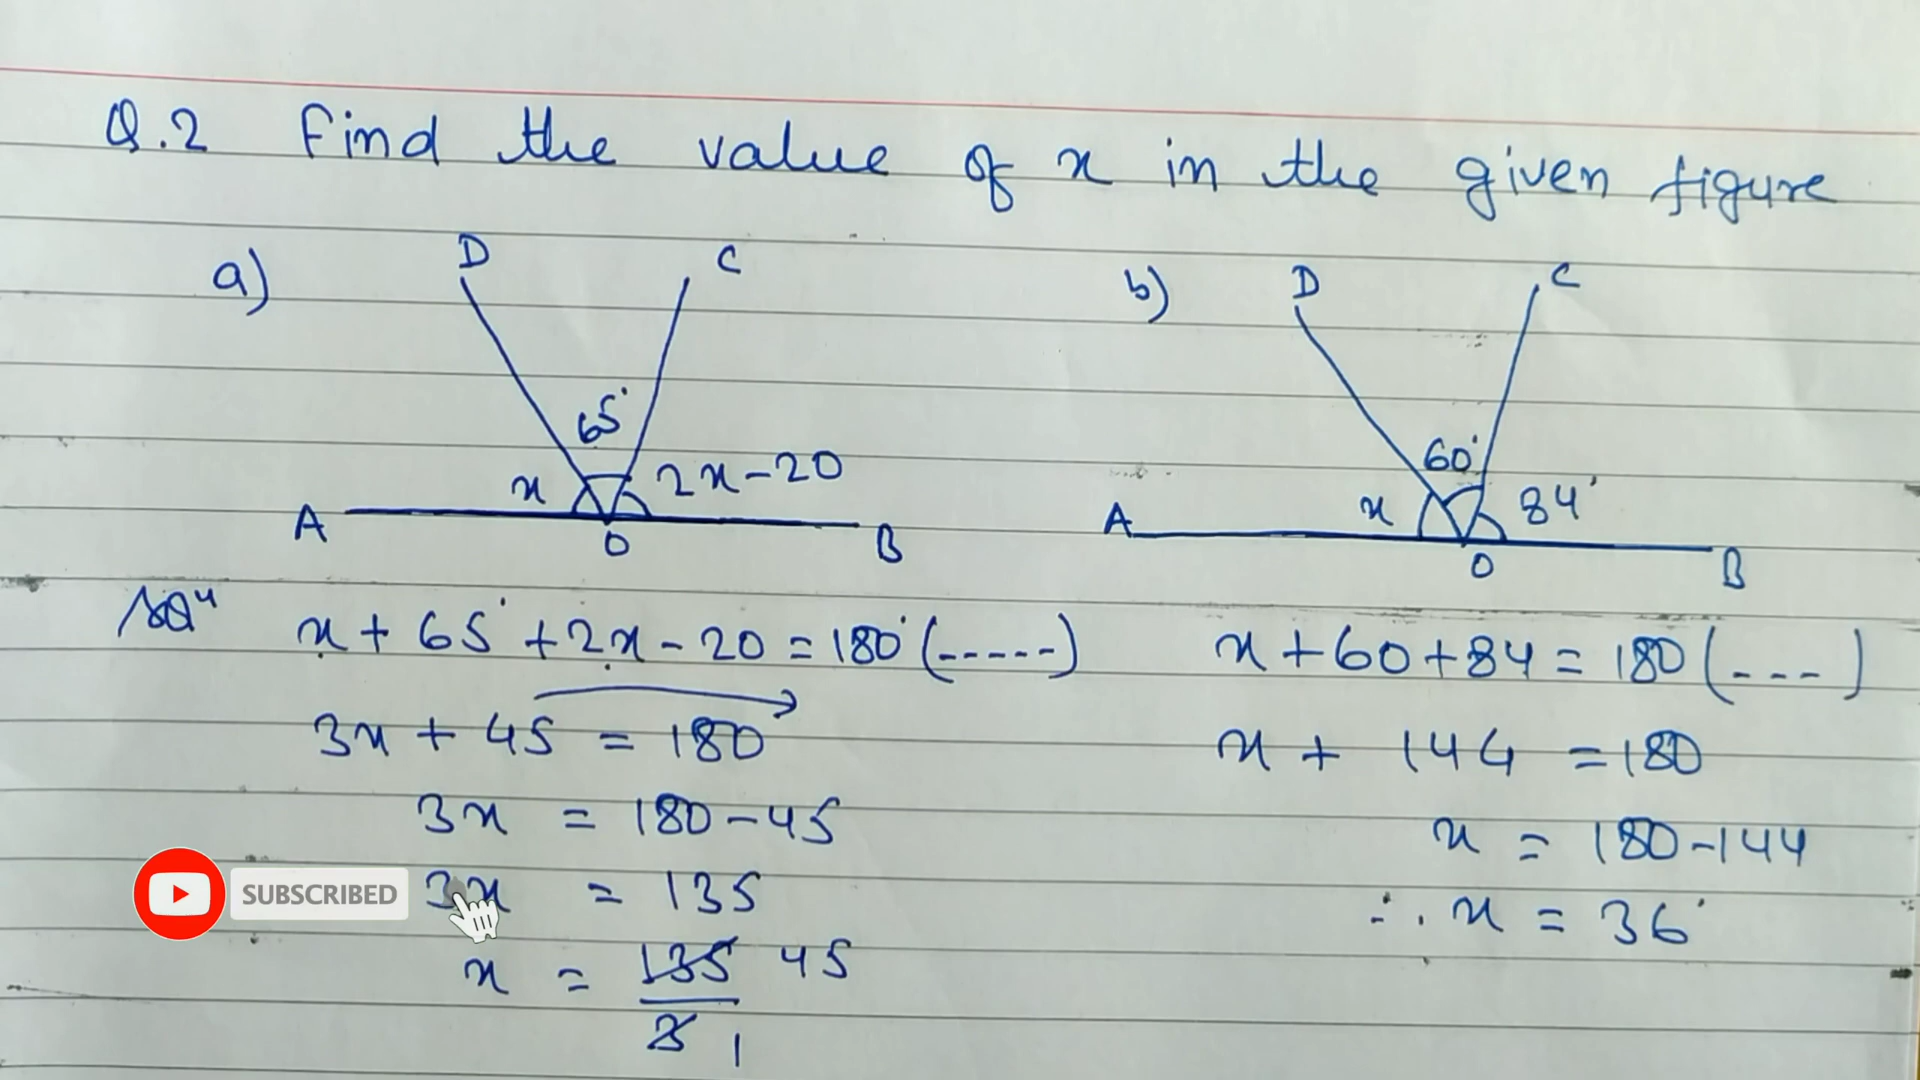 Q.2 Find the value of x in the given figure
a)
D
C
65°
x
2x-20
A
O
B
b)
D
C
60°
x
84°
A
O
B
x + 65° + 2x - 20 = 180° (-----)
3x + 45 = 180
3x = 180 - 45
3x = 135
x = 135/3 45 1
x + 60 + 84 = 180 (---)
x + 144 = 180
x = 180 - 144
∴ x = 36°
SUBSCRIBED